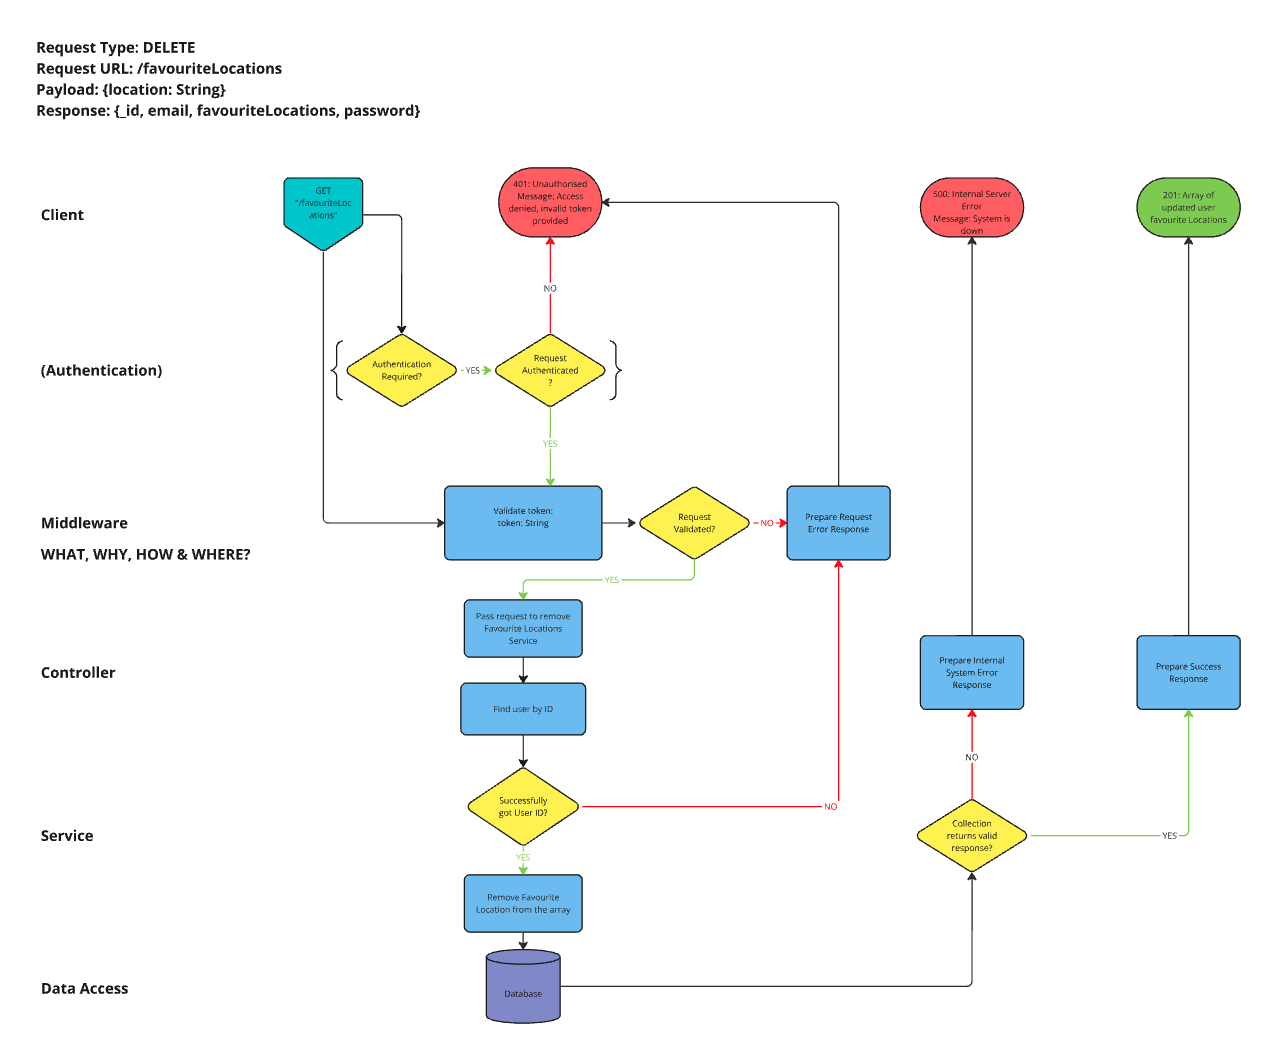 Request Type: DELETE
Request URL: /favouriteLocations
Payload: {location: String}
Response: {_id, email, favouriteLocations, password}
Client
GET
"/favouriteLoc
ations"
401: Unauthorised
Message: Access
denied, invalid token
provided
500: Internal Server
Error
Message: System is
down
201: Array of
updated user
favourite Locations
NO
(Authentication)
Authentication
Required?
YES
Request
Authenticated
?
YES
Middleware
WHAT, WHY, HOW & WHERE?
Validate token:
token: String
Request
Validated?
NO
Prepare Request
Error Response
YES
Pass request to remove
Favourite Locations
Service
Controller
Find user by ID
Prepare Internal
System Error
Response
Prepare Success
Response
NO
Service
Successfully
got User ID?
NO
Collection
returns valid
response?
YES
YES
Remove Favourite
Location from the array
Data Access
Database